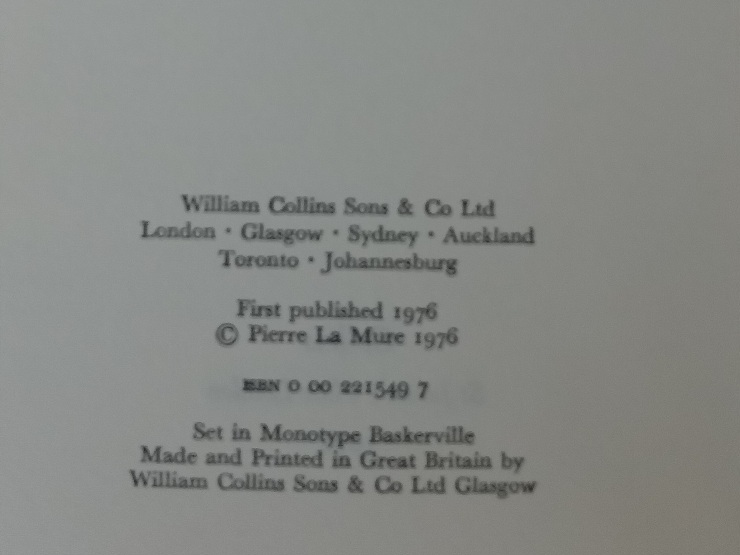 William Collins Sons & Co Ltd
London · Glasgow · Sydney · Auckland
Toronto · Johannesburg
First published 1976
© Pierre La Mure 1976
ISBN 0 00 221549 7
Set in Monotype Baskerville
Made and Printed in Great Britain by
William Collins Sons & Co Ltd Glasgow